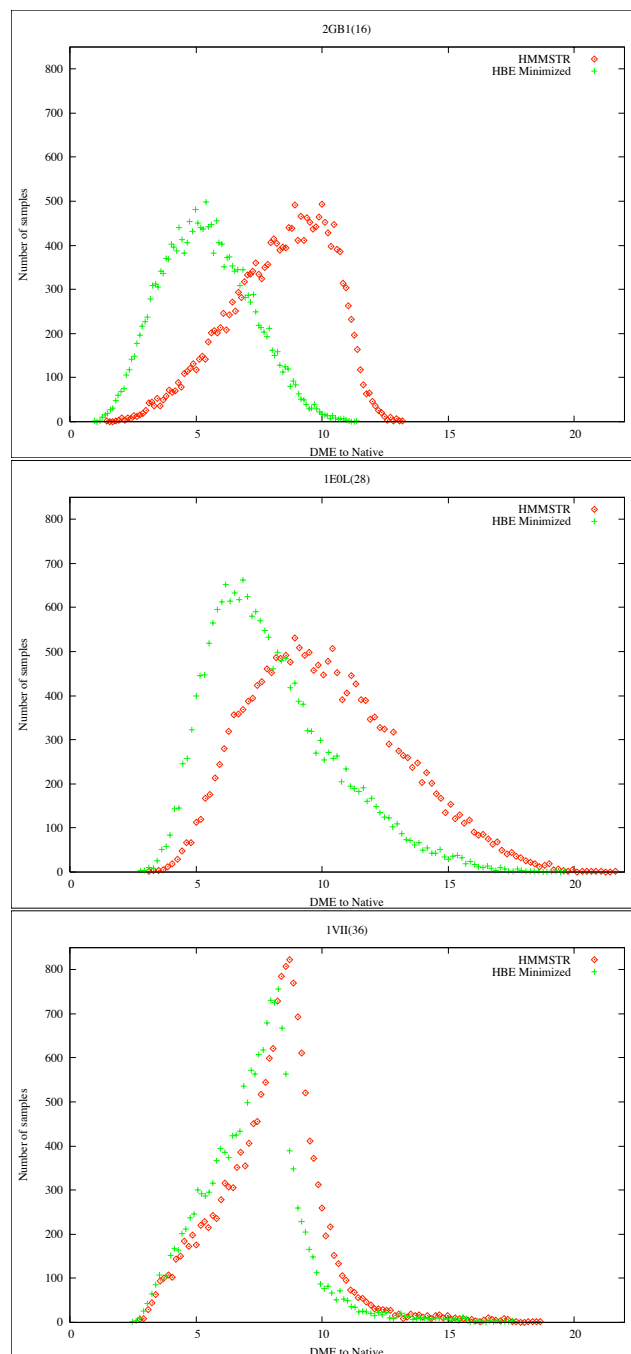 2GB1(16)
800
700
600
500
400
300
200
100
0
Number of samples
HMMSTR
HBE Minimized
0 5 10 15 20
DME to Native
1E0L(28)
800
700
600
500
400
300
200
100
0
Number of samples
HMMSTR
HBE Minimized
0 5 10 15 20
DME to Native
1VII(36)
800
700
600
500
400
300
200
100
0
Number of samples
HMMSTR
HBE Minimized
0 5 10 15 20
DME to Native